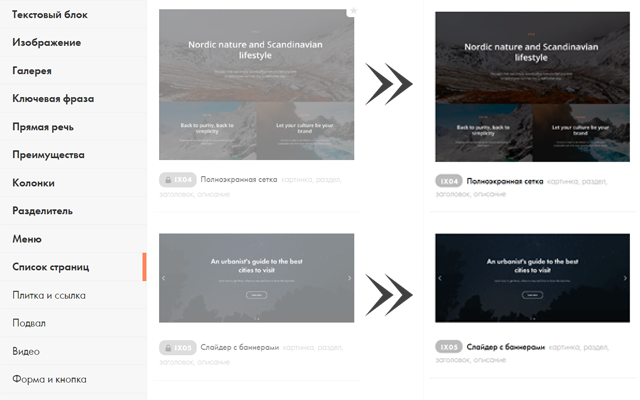 Текстовый блок
Изображение
Галерея
Ключевая фраза
Прямая речь
Преимущества
Колонки
Разделитель
Меню
Список страниц
Плитка и ссылка
Подвал
Видео
Форма и кнопка
Nordic nature and Scandinavian
lifestyle
Back to purity, back to
simplicity
Let your culture be your
brand
IX04 Полноэкранная сетка картинка, раздел,
заголовок, описание
An urbanist's guide to the best
cities to visit
IX05 Слайдер с баннерами картинка, раздел,
заголовок, описание
Nordic nature and Scandinavian
lifestyle
Back to purity, back to
simplicity
Let your culture be your
brand
IX04 Полноэкранная сетка картинка, раздел,
заголовок, описание
An urbanist's guide to the best
cities to visit
IX05 Слайдер с баннерами картинка, раздел,
заголовок, описание